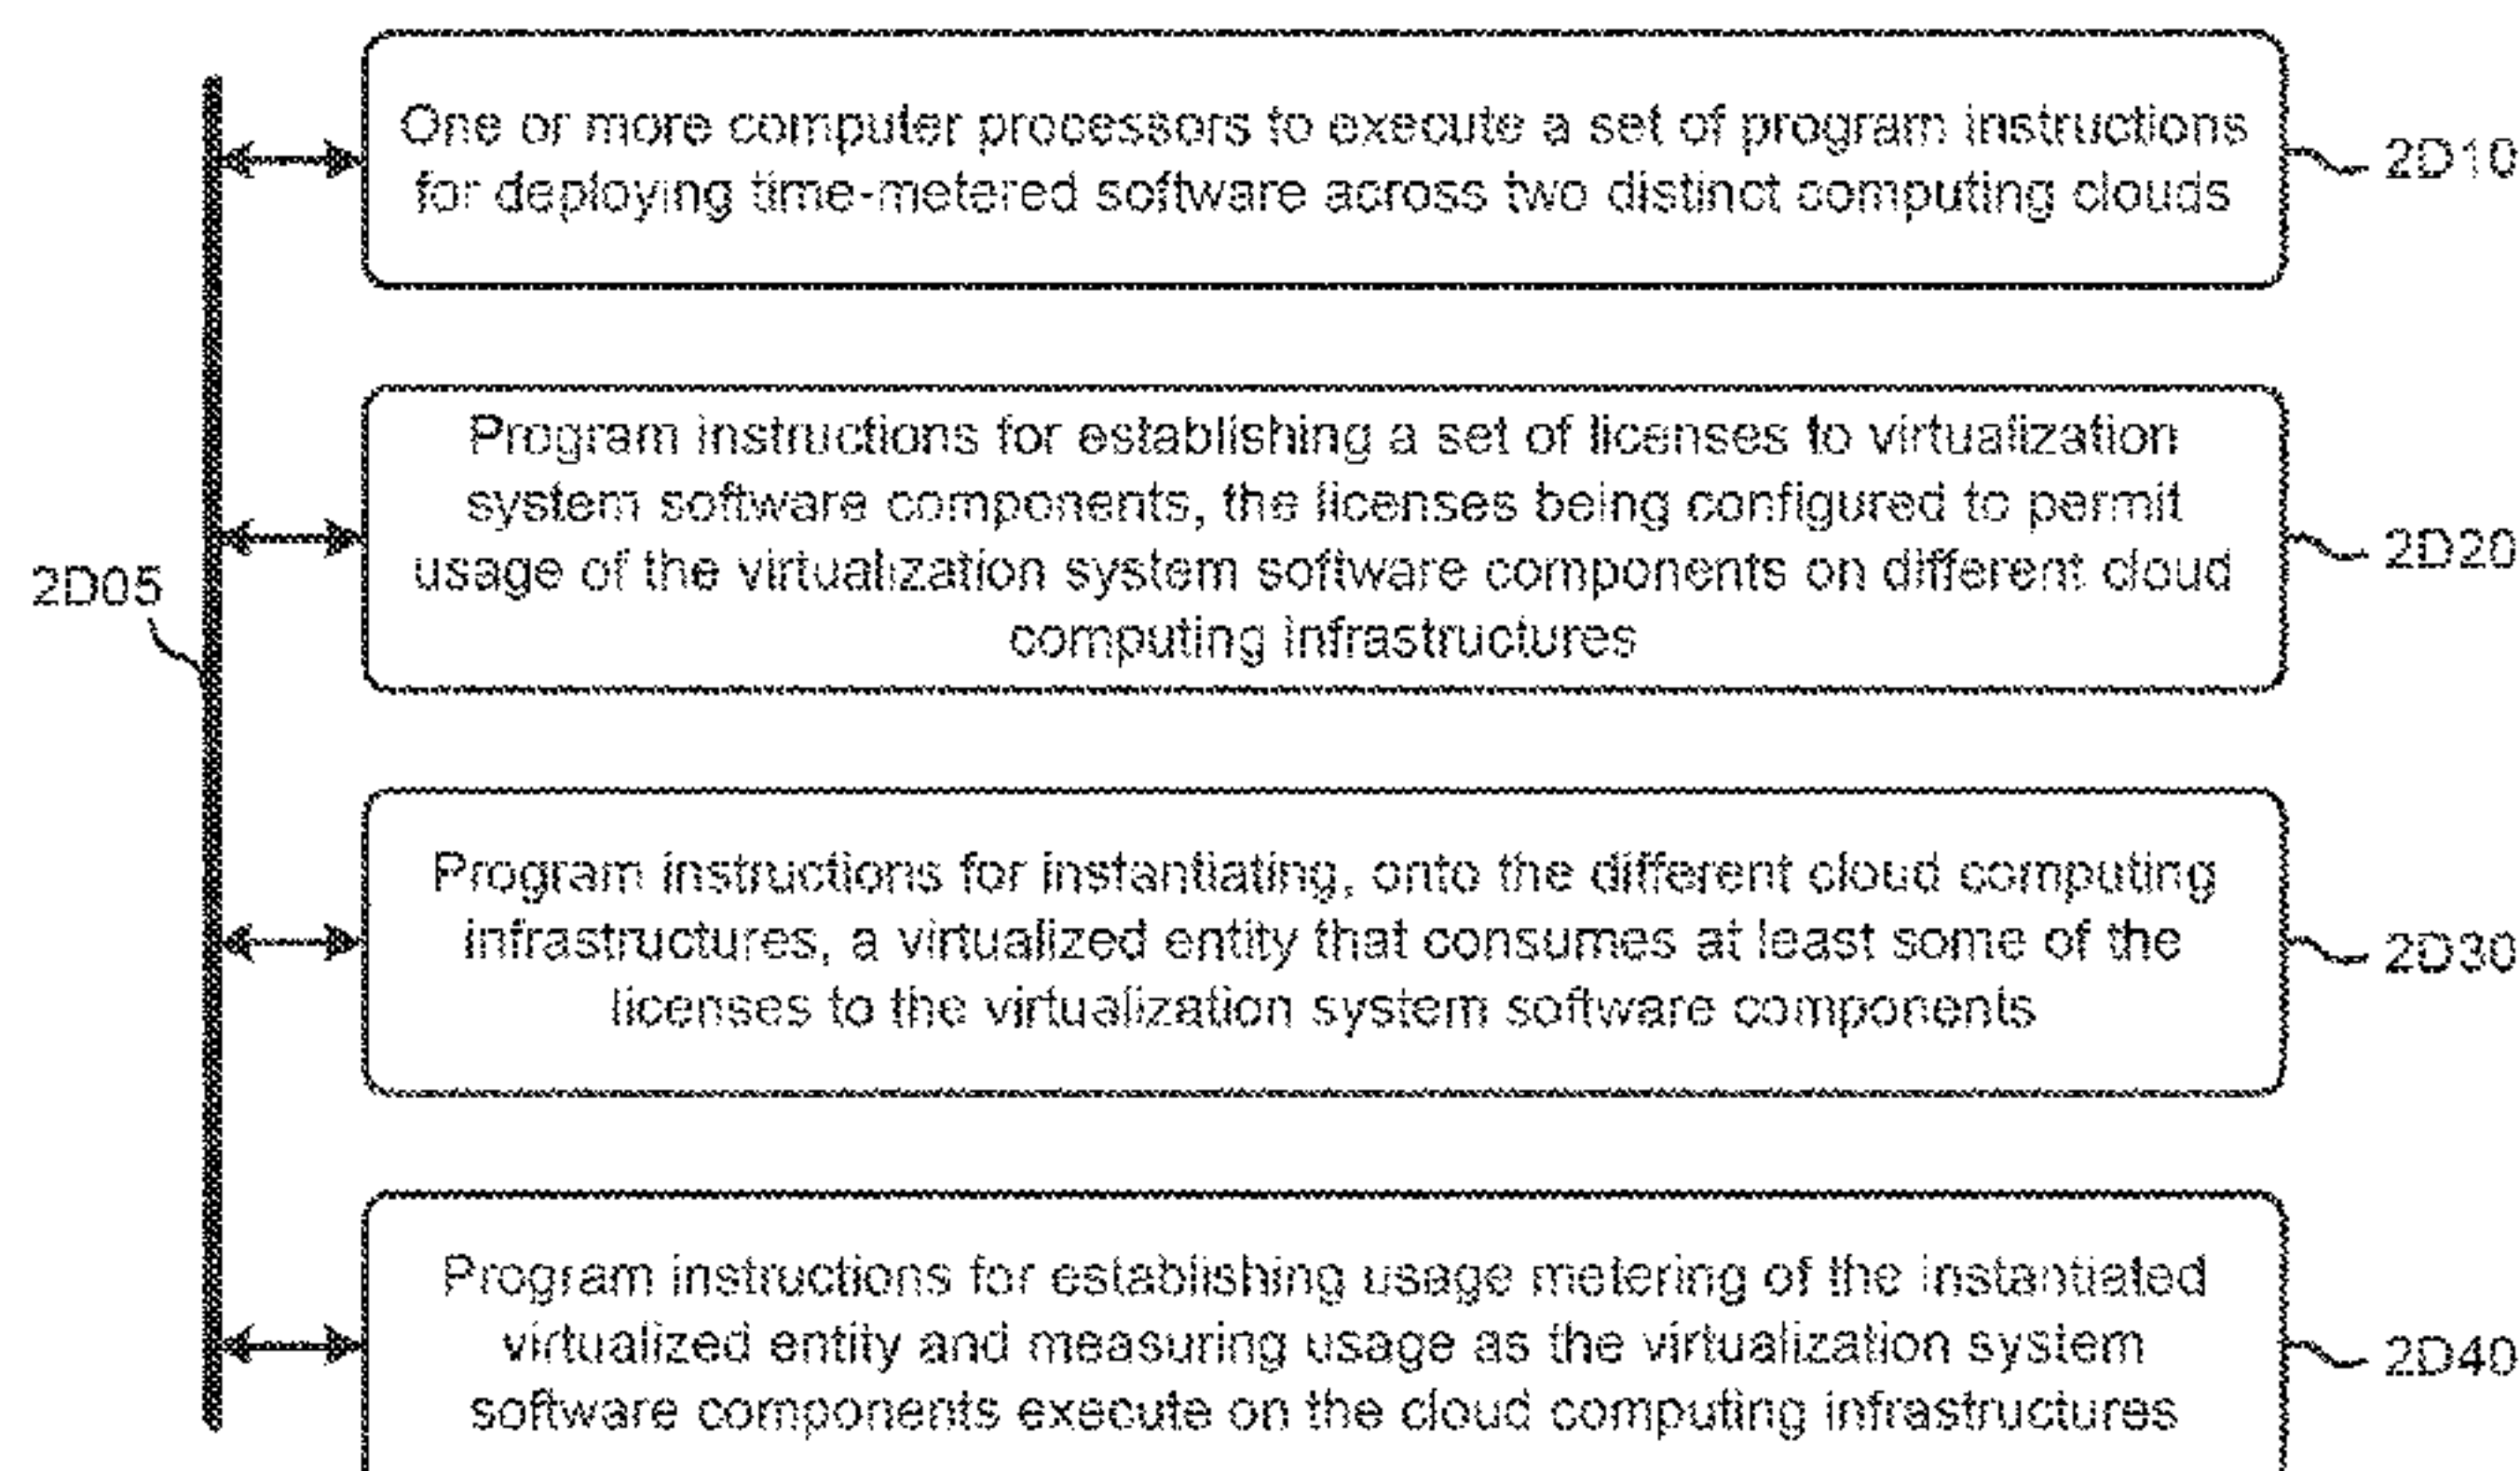 One or more computer processors to execute a set of program instructions
for deploying time-metered software across two distinct computing clouds
2D10
Program instructions for establishing a set of licenses to virtualization
system software components, the licenses being configured to permit
usage of the virtualization system software components on different cloud
computing infrastructures
2D20
2D05
Program instructions for instantiating, onto the different cloud computing
infrastructures, a virtualized entity that consumes at least some of the
licenses to the virtualization system software components
2D30
Program instructions for establishing usage metering of the instantiated
virtualized entity and measuring usage as the virtualization system
software components execute on the cloud computing infrastructures
2D40